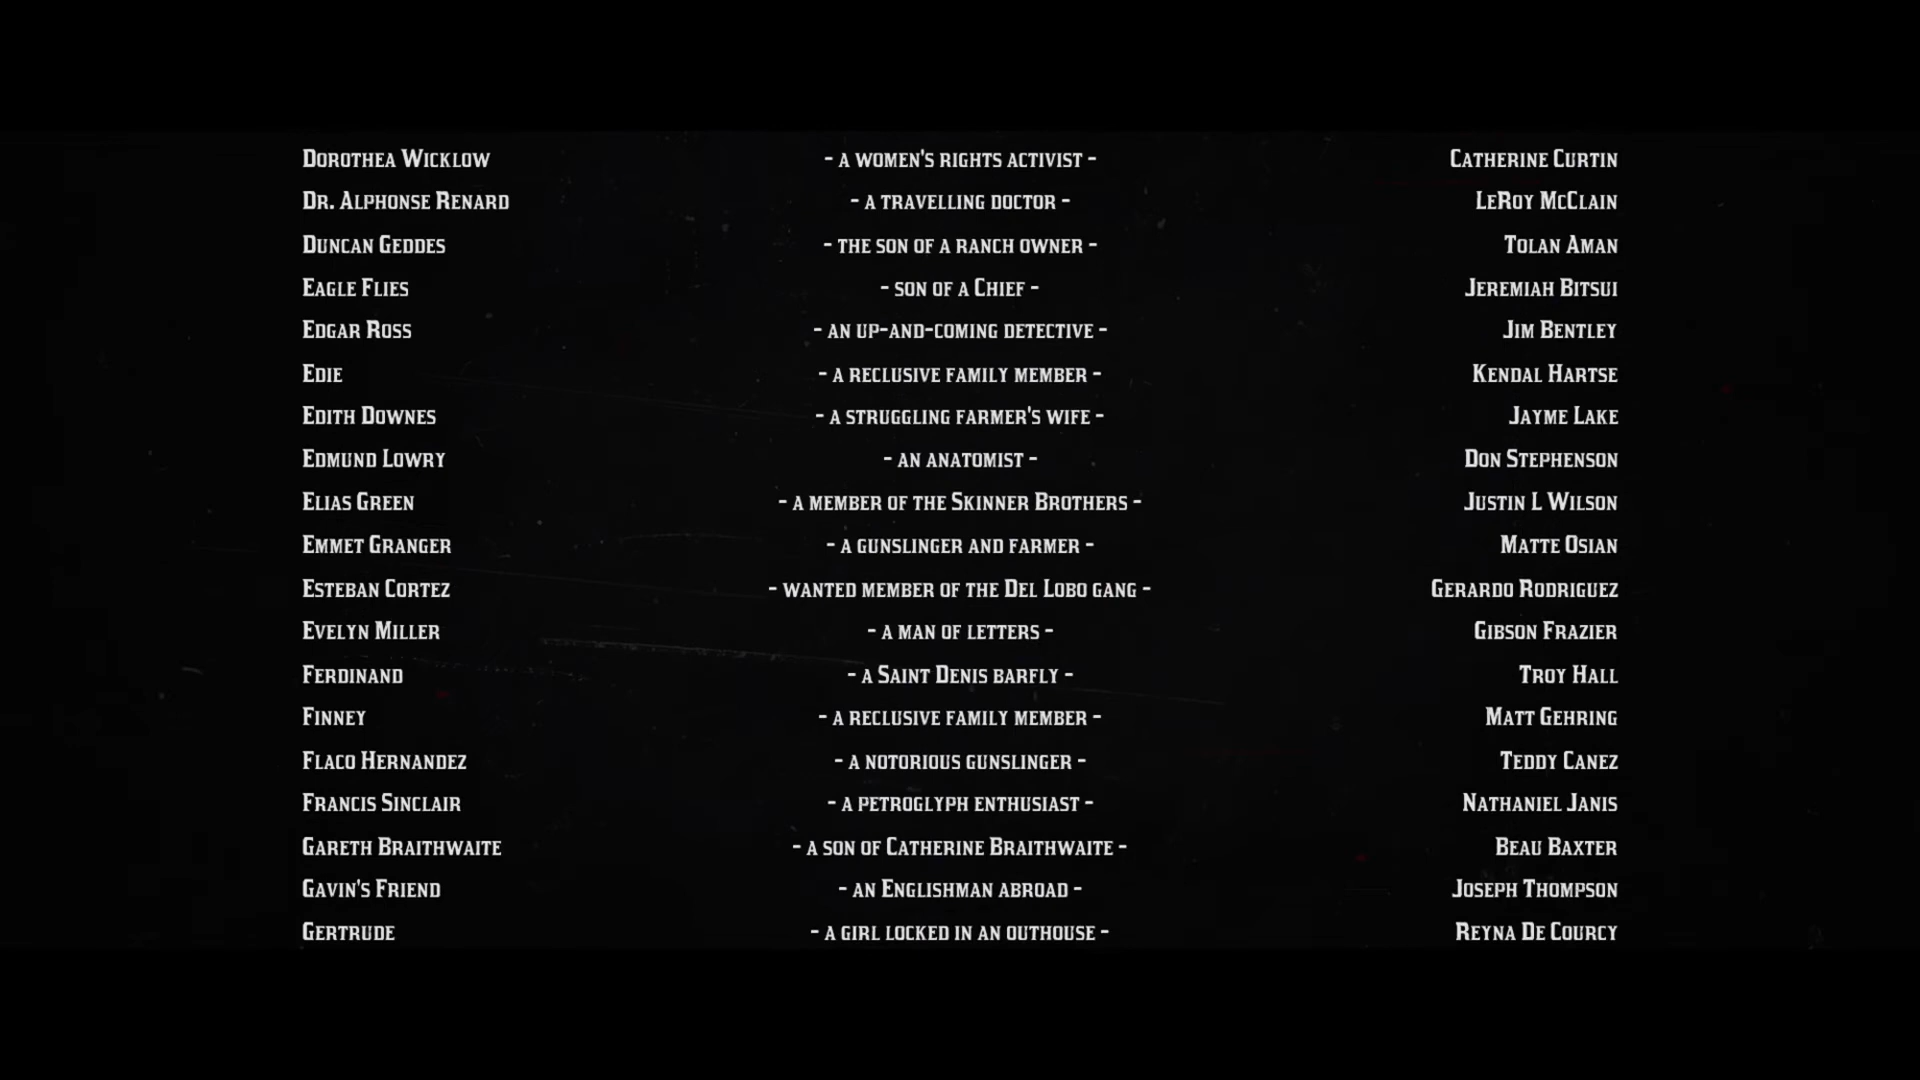 Dorothea Wicklow - a women's rights activist - Catherine Curtin
Dr. Alphonse Renard - a travelling doctor - LeRoy McClain
Duncan Geddes - the son of a ranch owner - Tolan Aman
Eagle Flies - son of a Chief - Jeremiah Bitsui
Edgar Ross - an up-and-coming detective - Jim Bentley
Edie - a reclusive family member - Kendal Hartse
Edith Downes - a struggling farmer's wife - Jayme Lake
Edmund Lowry - an anatomist - Don Stephenson
Elias Green - a member of the Skinner Brothers - Justin L Wilson
Emmet Granger - a gunslinger and farmer - Matte Osian
Esteban Cortez - wanted member of the Del Lobo gang - Gerardo Rodriguez
Evelyn Miller - a man of letters - Gibson Frazier
Ferdinand - a Saint Denis barfly - Troy Hall
Finney - a reclusive family member - Matt Gehring
Flaco Hernandez - a notorious gunslinger - Teddy Canez
Francis Sinclair - a petroglyph enthusiast - Nathaniel Janis
Gareth Braithwaite - a son of Catherine Braithwaite - Beau Baxter
Gavin's Friend - an Englishman abroad - Joseph Thompson
Gertrude - a girl locked in an outhouse - Reyna De Courcy